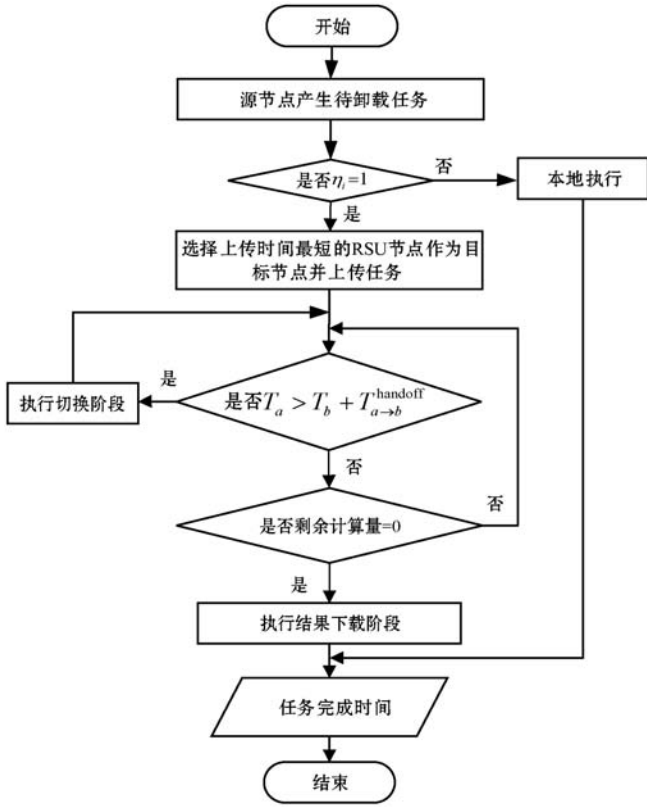 开始
源节点产生待卸载任务
是否η_i=1
否
本地执行
是
选择上传时间最短的RSU节点作为目
标节点并上传任务
是
执行切换阶段
是否T_a > T_b + T_{a→b}^{handoff}
否
是否剩余计算量=0
否
是
执行结果下载阶段
任务完成时间
结束